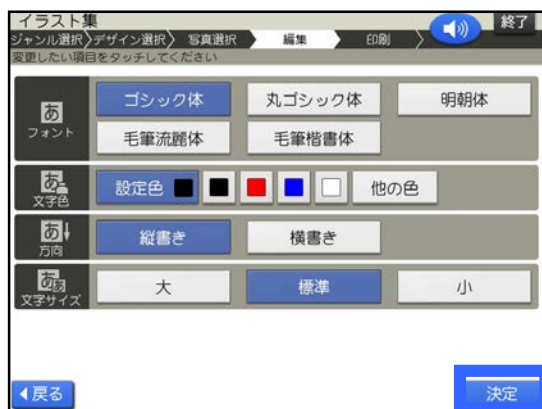 イラスト集
終了
ジャンル選択〉デザイン選択〉 写真選択 編集 印刷 〉
変更したい項目をタッチしてください
あ
フォント
ゴシック体 丸ゴシック体 明朝体
毛筆流麗体 毛筆楷書体
あ
文字色
設定色 他の色
あ
方向
縦書き 横書き
ああ
文字サイズ
大 標準 小
戻る 決定